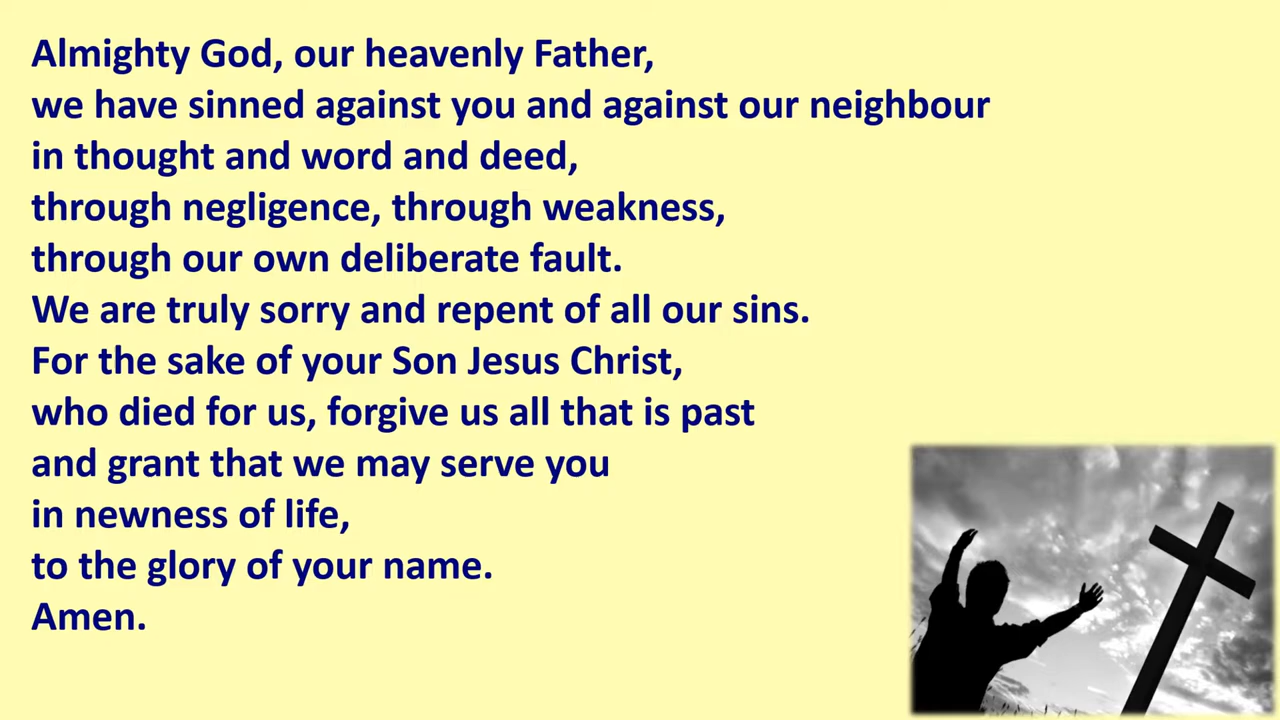 Almighty God, our heavenly Father,
we have sinned against you and against our neighbour
in thought and word and deed,
through negligence, through weakness,
through our own deliberate fault.
We are truly sorry and repent of all our sins.
For the sake of your Son Jesus Christ,
who died for us, forgive us all that is past
and grant that we may serve you
in newness of life,
to the glory of your name.
Amen.